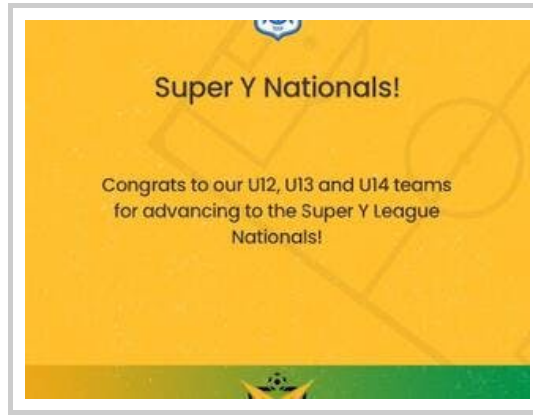 Super Y Nationals!
Congrats to our U12, U13 and U14 teams
for advancing to the Super Y League
Nationals!